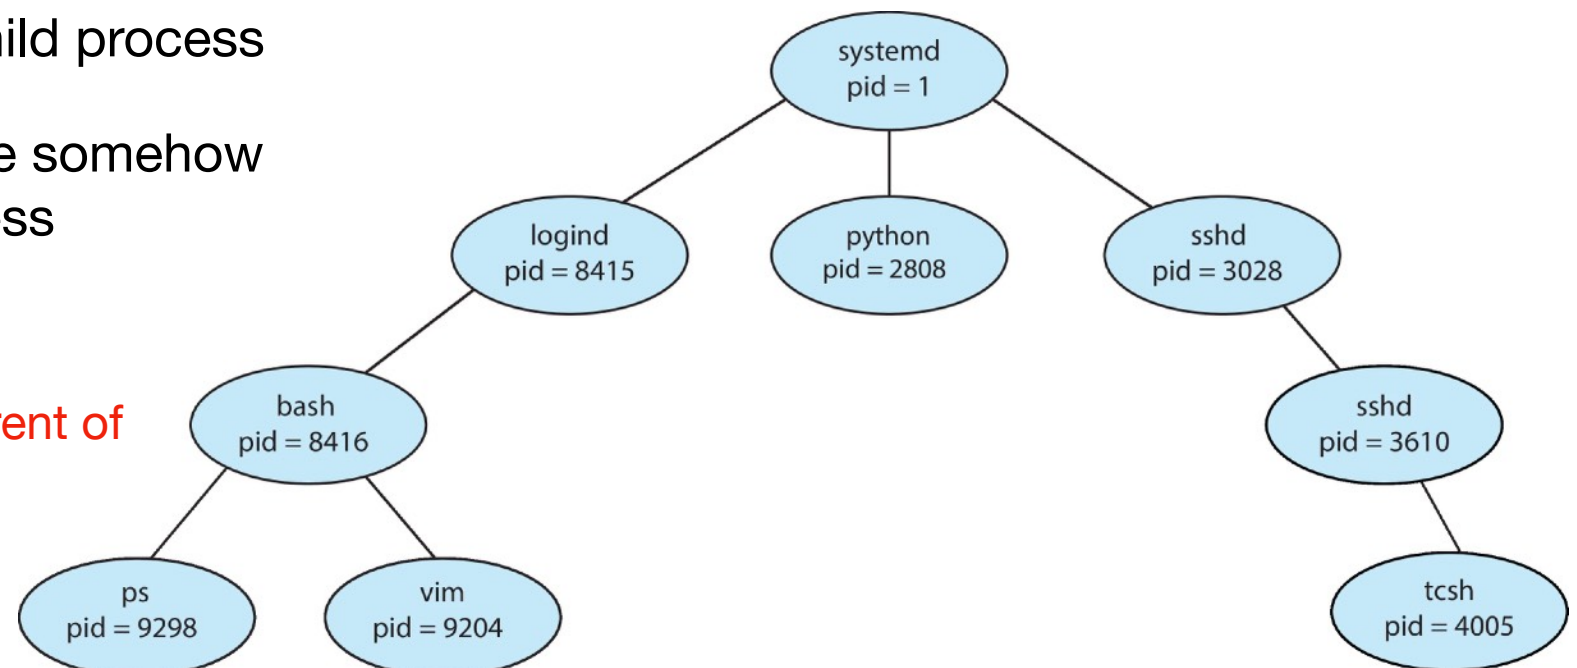 ild process
e somehow
ss
ent of
systemd
pid = 1
logind
pid = 8415
python
pid = 2808
sshd
pid = 3028
bash
pid = 8416
sshd
pid = 3610
ps
pid = 9298
vim
pid = 9204
tcsh
pid = 4005